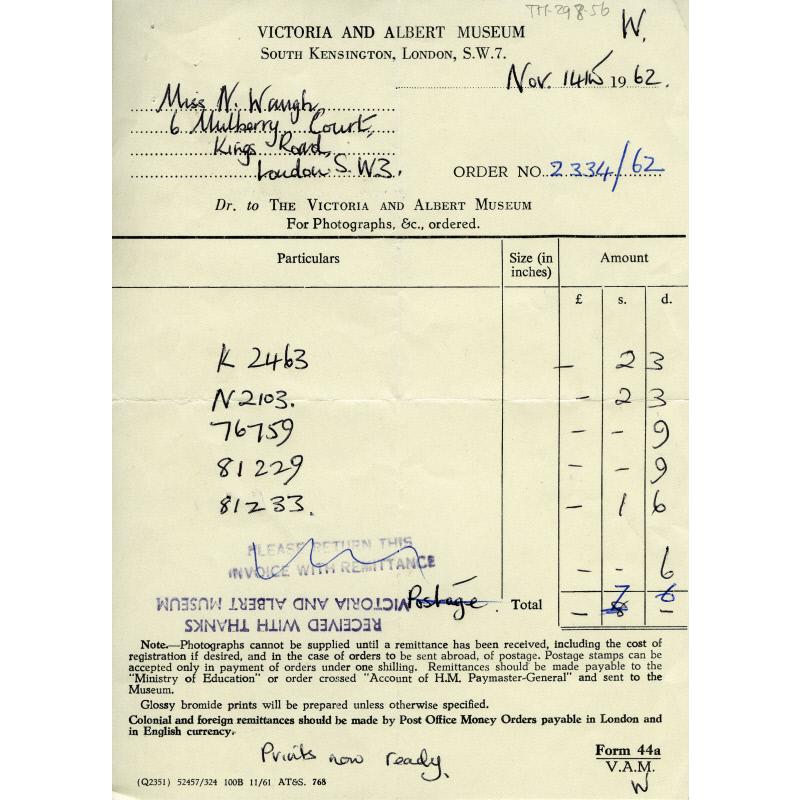 TH-298-56
W.
VICTORIA AND ALBERT MUSEUM
SOUTH KENSINGTON, LONDON, S.W.7.
Nov. 14th 1962.
Miss N. Waugh,
6 Mulberry Court,
Kings Road,
London S.W3.
ORDER NO. 2334/62
Dr. to THE VICTORIA AND ALBERT MUSEUM
For Photographs, &c., ordered.
Particulars Size (in inches) Amount
£ s. d.
K 2463 – 2 3
N 2103. – 2 3
76759 – – 9
81229 – – 9
81233. – 1 6
PLEASE RETURN THIS
INVOICE WITH REMITTANCE
– – 6
Postage. Total – 7 6
8 –
VICTORIA AND ALBERT MUSEUM
RECEIVED WITH THANKS
Note.—Photographs cannot be supplied until a remittance has been received, including the cost of
registration if desired, and in the case of orders to be sent abroad, of postage. Postage stamps can be
accepted only in payment of orders under one shilling. Remittances should be made payable to the
"Ministry of Education" or order crossed "Account of H.M. Paymaster-General" and sent to the
Museum.
Glossy bromide prints will be prepared unless otherwise specified.
Colonial and foreign remittances should be made by Post Office Money Orders payable in London and
in English currency.
Prints now ready.
Form 44a
V.A.M.
W
(Q2351) 52457/324 100B 11/61 AT&S. 768